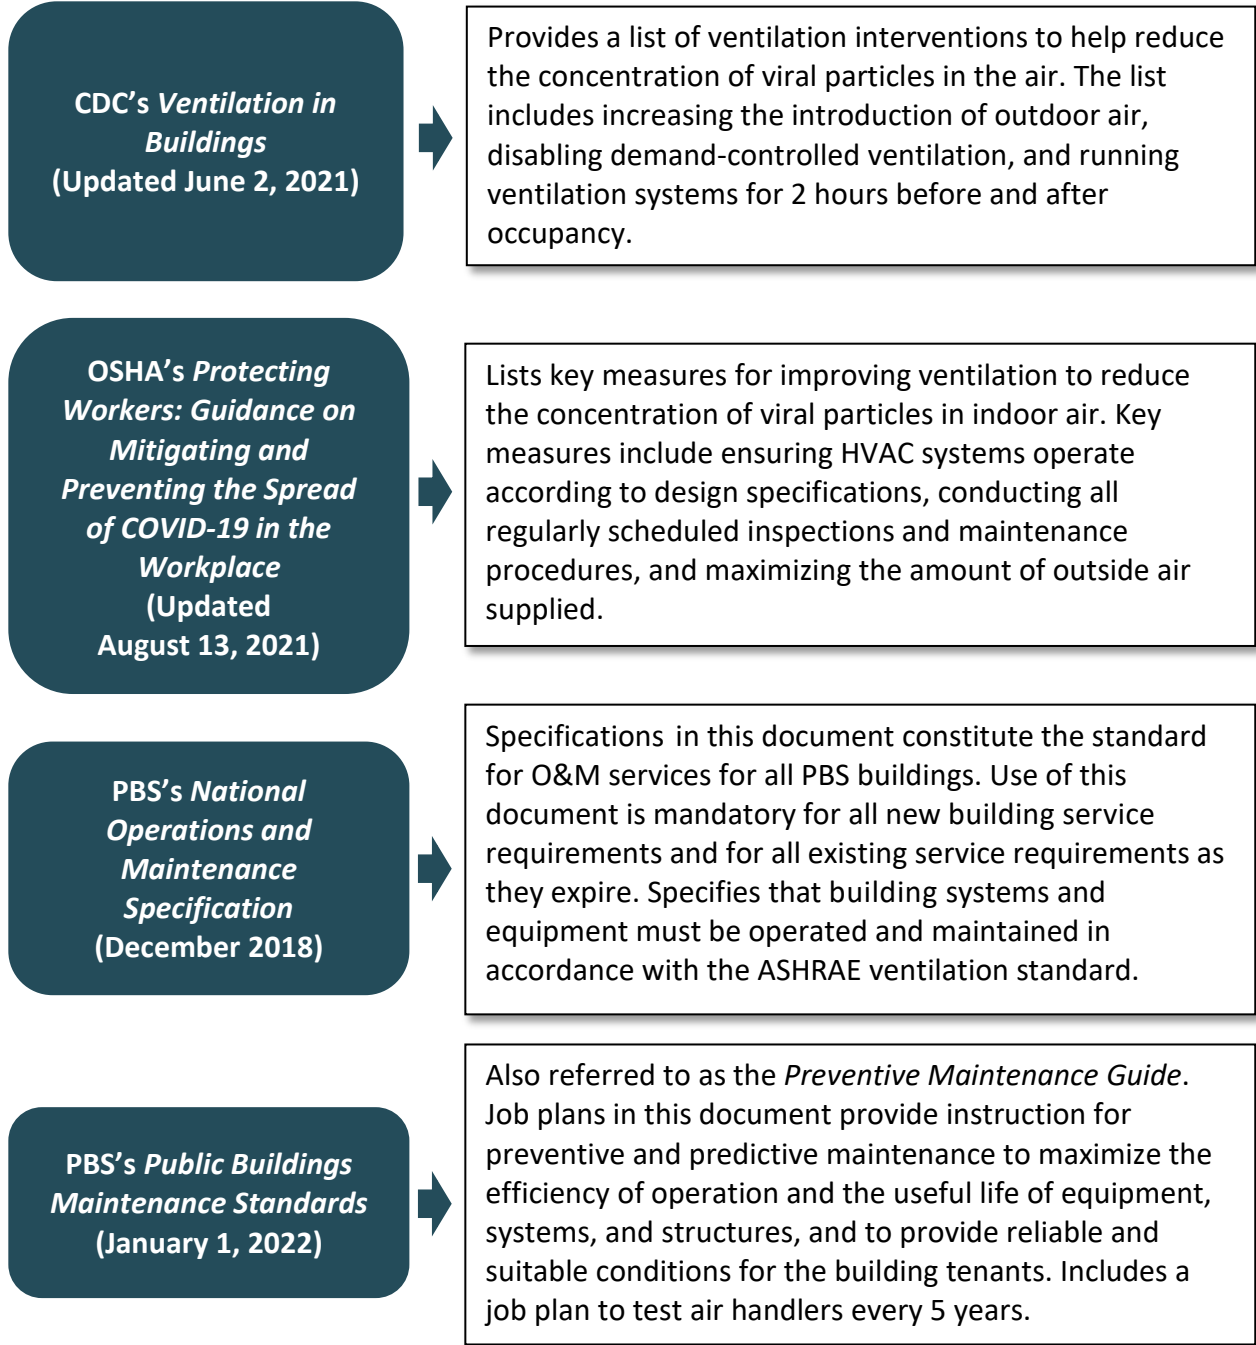 CDC’s Ventilation in
Buildings
(Updated June 2, 2021)
Provides a list of ventilation interventions to help reduce
the concentration of viral particles in the air. The list
includes increasing the introduction of outdoor air,
disabling demand-controlled ventilation, and running
ventilation systems for 2 hours before and after
occupancy.
OSHA’s Protecting
Workers: Guidance on
Mitigating and
Preventing the Spread
of COVID-19 in the
Workplace
(Updated
August 13, 2021)
Lists key measures for improving ventilation to reduce
the concentration of viral particles in indoor air. Key
measures include ensuring HVAC systems operate
according to design specifications, conducting all
regularly scheduled inspections and maintenance
procedures, and maximizing the amount of outside air
supplied.
PBS’s National
Operations and
Maintenance
Specification
(December 2018)
Specifications in this document constitute the standard
for O&M services for all PBS buildings. Use of this
document is mandatory for all new building service
requirements and for all existing service requirements as
they expire. Specifies that building systems and
equipment must be operated and maintained in
accordance with the ASHRAE ventilation standard.
PBS’s Public Buildings
Maintenance Standards
(January 1, 2022)
Also referred to as the Preventive Maintenance Guide.
Job plans in this document provide instruction for
preventive and predictive maintenance to maximize the
efficiency of operation and the useful life of equipment,
systems, and structures, and to provide reliable and
suitable conditions for the building tenants. Includes a
job plan to test air handlers every 5 years.